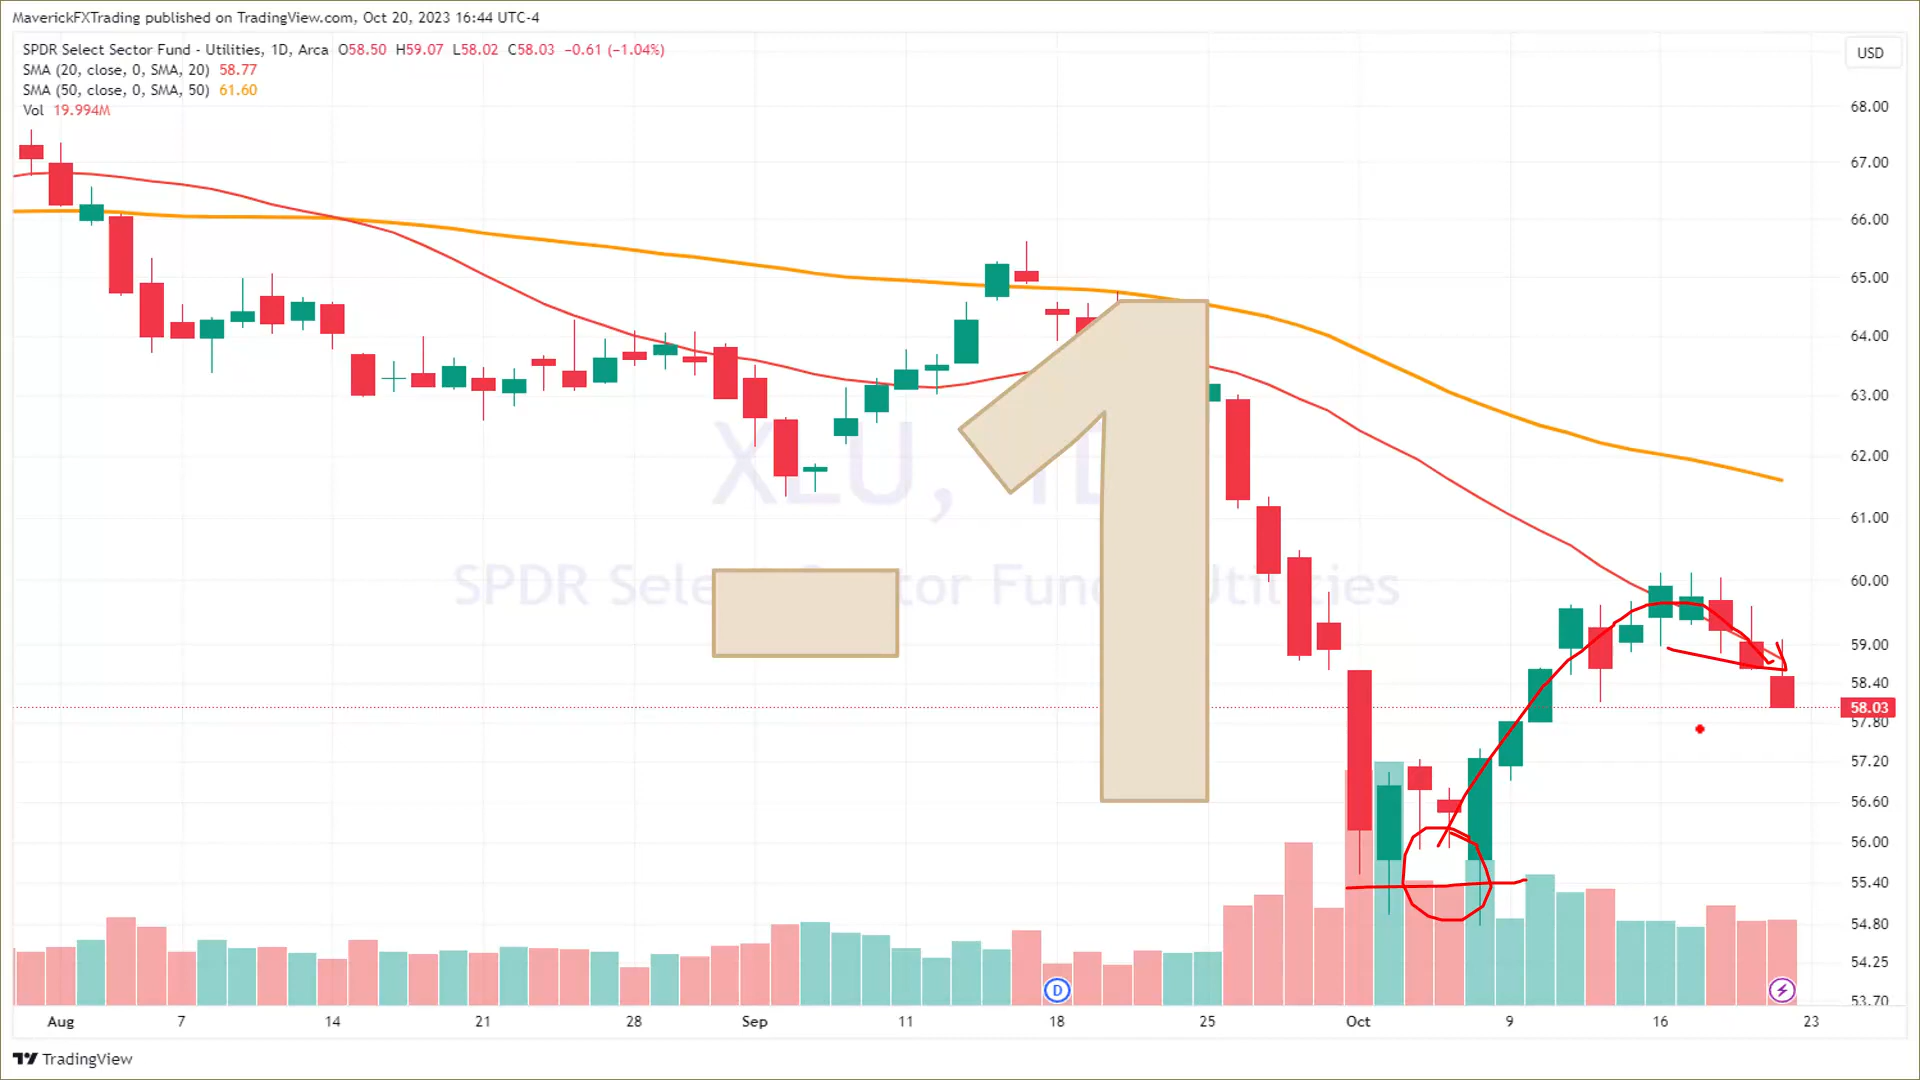 MaverickFXTrading published on TradingView.com, Oct 20, 2023 16:44 UTC-4
SPDR Select Sector Fund - Utilities, 1D, Arca O58.50 H59.07 L58.02 C58.03 −0.61 (−1.04%)
SMA (20, close, 0, SMA, 20) 58.77
SMA (50, close, 0, SMA, 50) 61.60
Vol 19.994M
USD
68.00
67.00
66.00
65.00
64.00
63.00
62.00
61.00
60.00
59.00
58.40
58.03
57.80
57.20
56.60
56.00
55.40
54.80
54.25
53.70
-1
D
Aug 7 14 21 28 Sep 11 18 25 Oct 9 16 23
TradingView